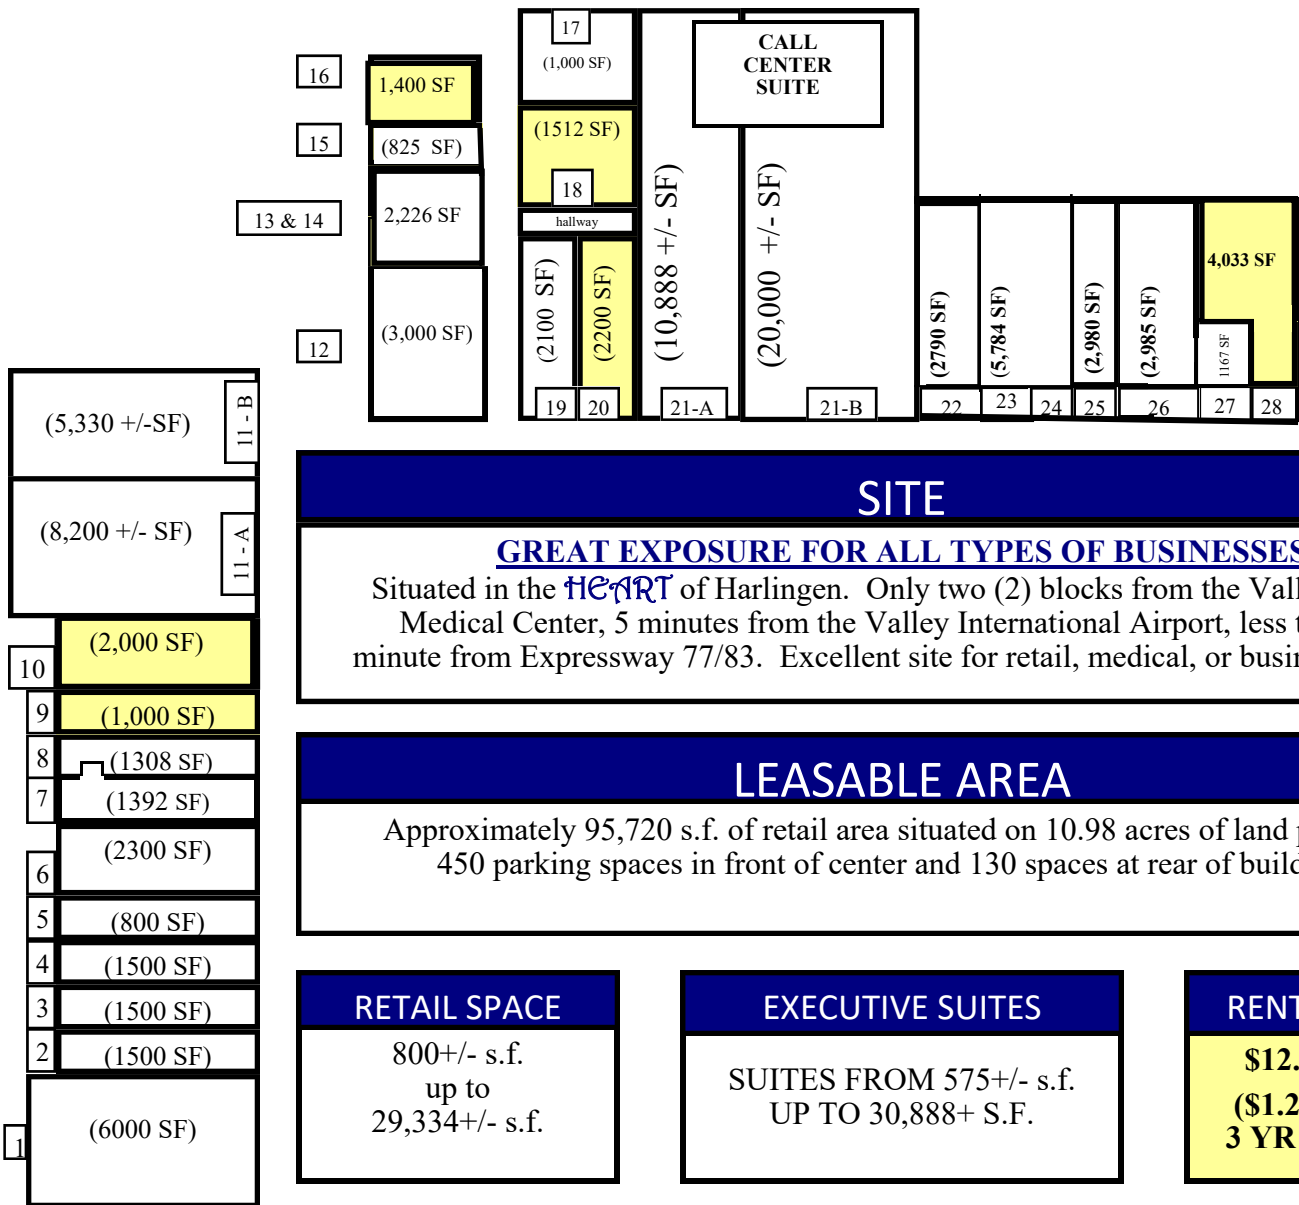 17
(1,000 SF)
CALL
CENTER
SUITE
16
1,400 SF
15
(825 SF)
(1512 SF)
18
13 & 14
2,226 SF
hallway
12
(3,000 SF)
(2100 SF)
(2200 SF)
(10,888 +/- SF)
(20,000 +/- SF)
(2790 SF)
(5,784 SF)
(2,980 SF)
(2,985 SF)
4,033 SF
1167 SF
19
20
21-A
21-B
22
23
24
25
26
27
28
(5,330 +/-SF)
11 - B
(8,200 +/- SF)
11 - A
(2,000 SF)
10
9
(1,000 SF)
8
(1308 SF)
7
(1392 SF)
(2300 SF)
6
5
(800 SF)
4
(1500 SF)
3
(1500 SF)
2
(1500 SF)
(6000 SF)
1
SITE
GREAT EXPOSURE FOR ALL TYPES OF BUSINESSES
Situated in the HEART of Harlingen. Only two (2) blocks from the Vall
Medical Center, 5 minutes from the Valley International Airport, less t
minute from Expressway 77/83. Excellent site for retail, medical, or busin
LEASABLE AREA
Approximately 95,720 s.f. of retail area situated on 10.98 acres of land p
450 parking spaces in front of center and 130 spaces at rear of build
RETAIL SPACE
800+/- s.f.
up to
29,334+/- s.f.
EXECUTIVE SUITES
SUITES FROM 575+/- s.f.
UP TO 30,888+ S.F.
RENT
$12.
($1.2
3 YR